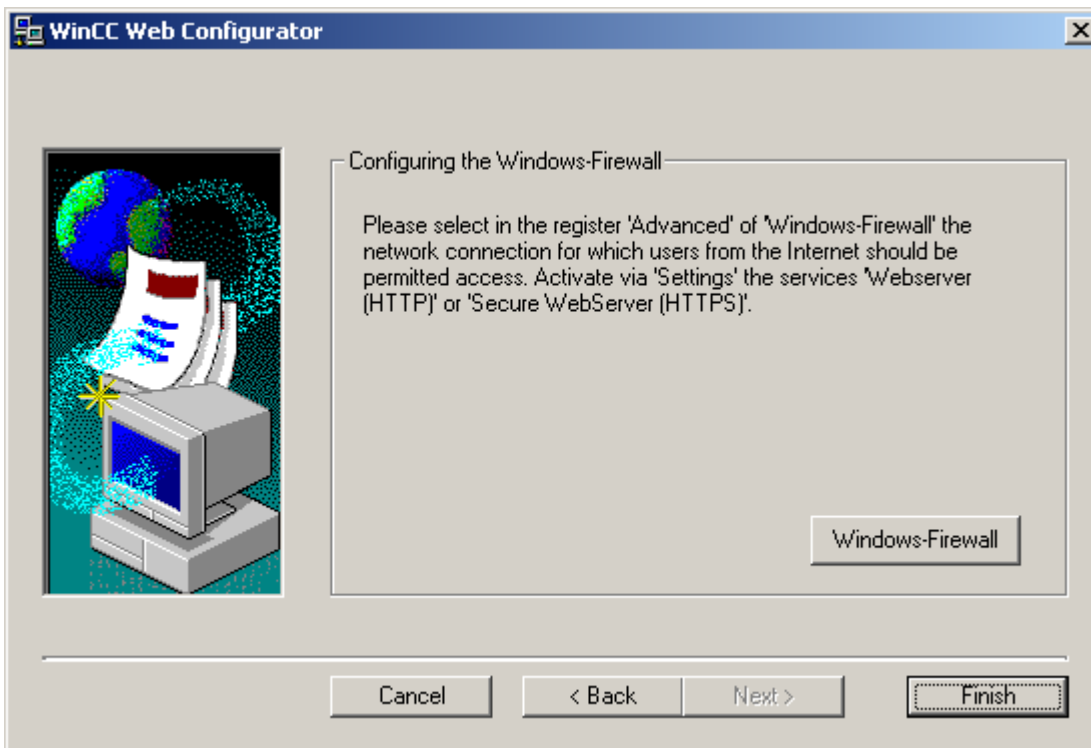 WinCC Web Configurator
Configuring the Windows-Firewall
Please select in the register 'Advanced' of 'Windows-Firewall' the
network connection for which users from the Internet should be
permitted access. Activate via 'Settings' the services 'Webserver
(HTTP)' or 'Secure WebServer (HTTPS)'.
Windows-Firewall
Cancel
< Back
Next >
Finish